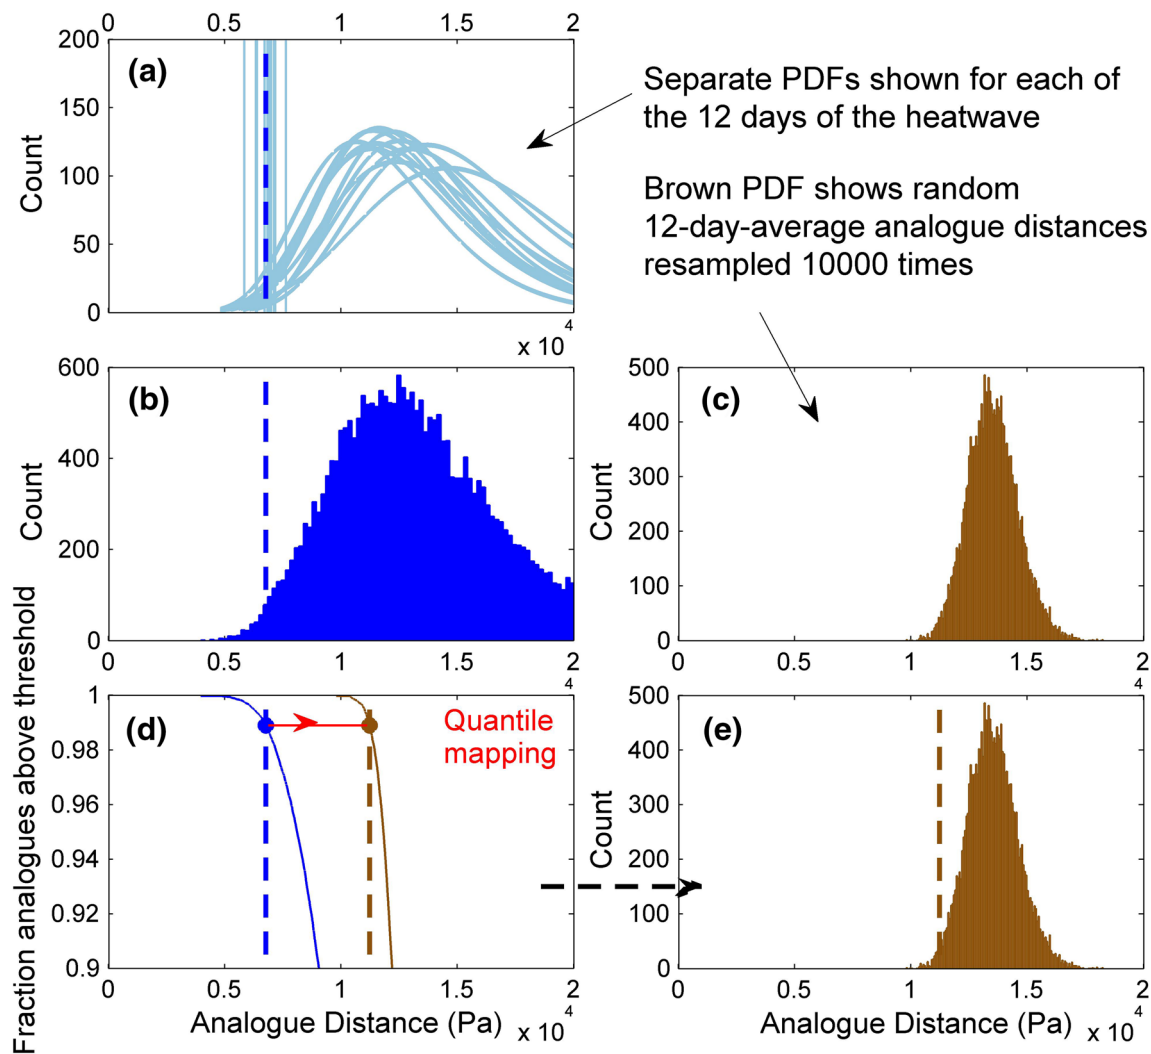 0 0.5 1 1.5 2
200
150
100
50
0
Count
(a)
x 10
4
Separate PDFs shown for each of
the 12 days of the heatwave
Brown PDF shows random
12-day-average analogue distances
resampled 10000 times
600
400
200
0
Count
(b)
0 0.5 1 1.5 2
500
400
300
200
100
0
Count
(c)
0 0.5 1 1.5 2
4
Fraction analogues above threshold
1
0.98
0.96
0.94
0.92
0.9
(d)
Quantile
mapping
0 0.5 1 1.5 2
Analogue Distance (Pa)
x 10
4
500
400
300
200
100
0
Count
(e)
0 0.5 1 1.5 2
Analogue Distance (Pa)
x 10
4